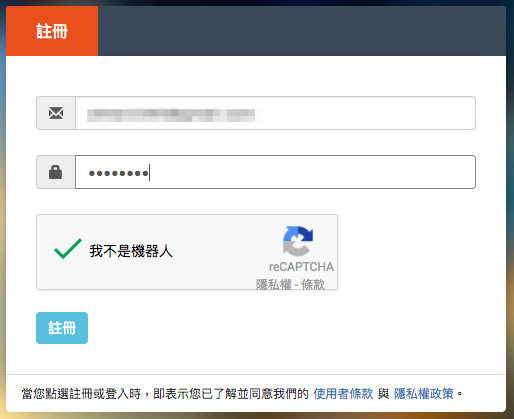 註冊
我不是機器人
reCAPTCHA
隱私權 - 條款
註冊
當您點選註冊或登入時，即表示您已了解並同意我們的 使用者條款 與 隱私權政策。